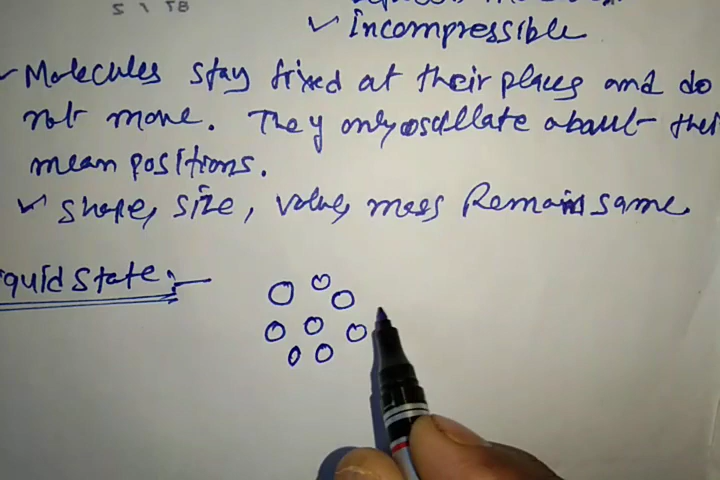 Incompressible
Molecules stay fixed at their places and do
not move. They only oscillate about their
mean positions.
shape, size, volume, mass Remain same
quid State:-